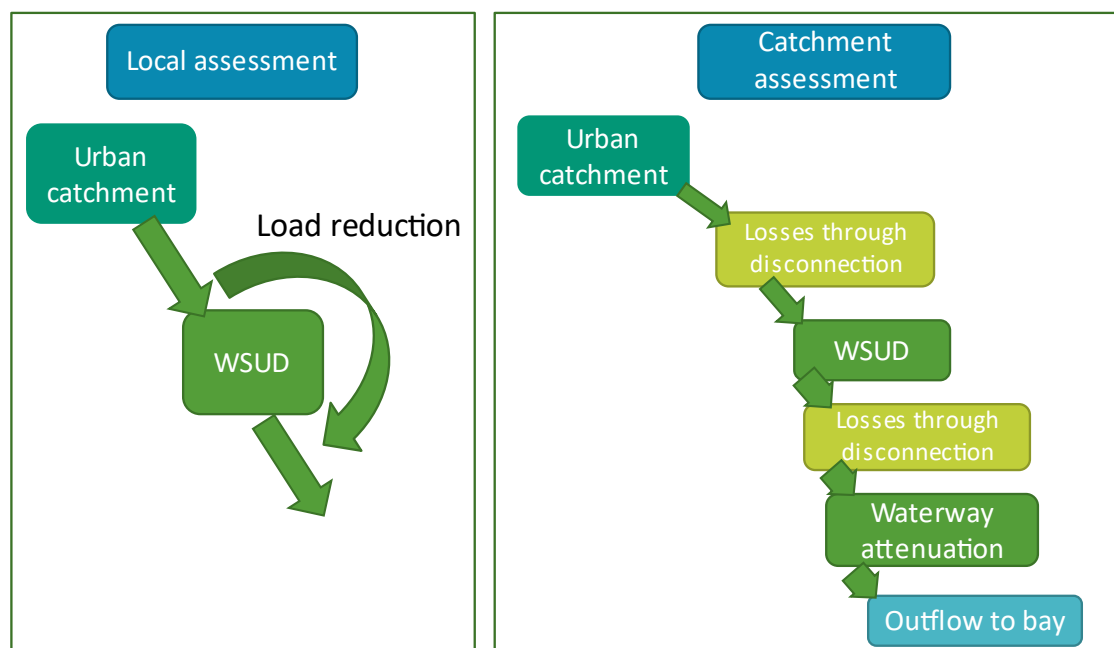 Local assessment
Urban
catchment
Load reduction
WSUD
Catchment
assessment
Urban
catchment
Losses through
disconnection
WSUD
Losses through
disconnection
Waterway
attenuation
Outflow to bay